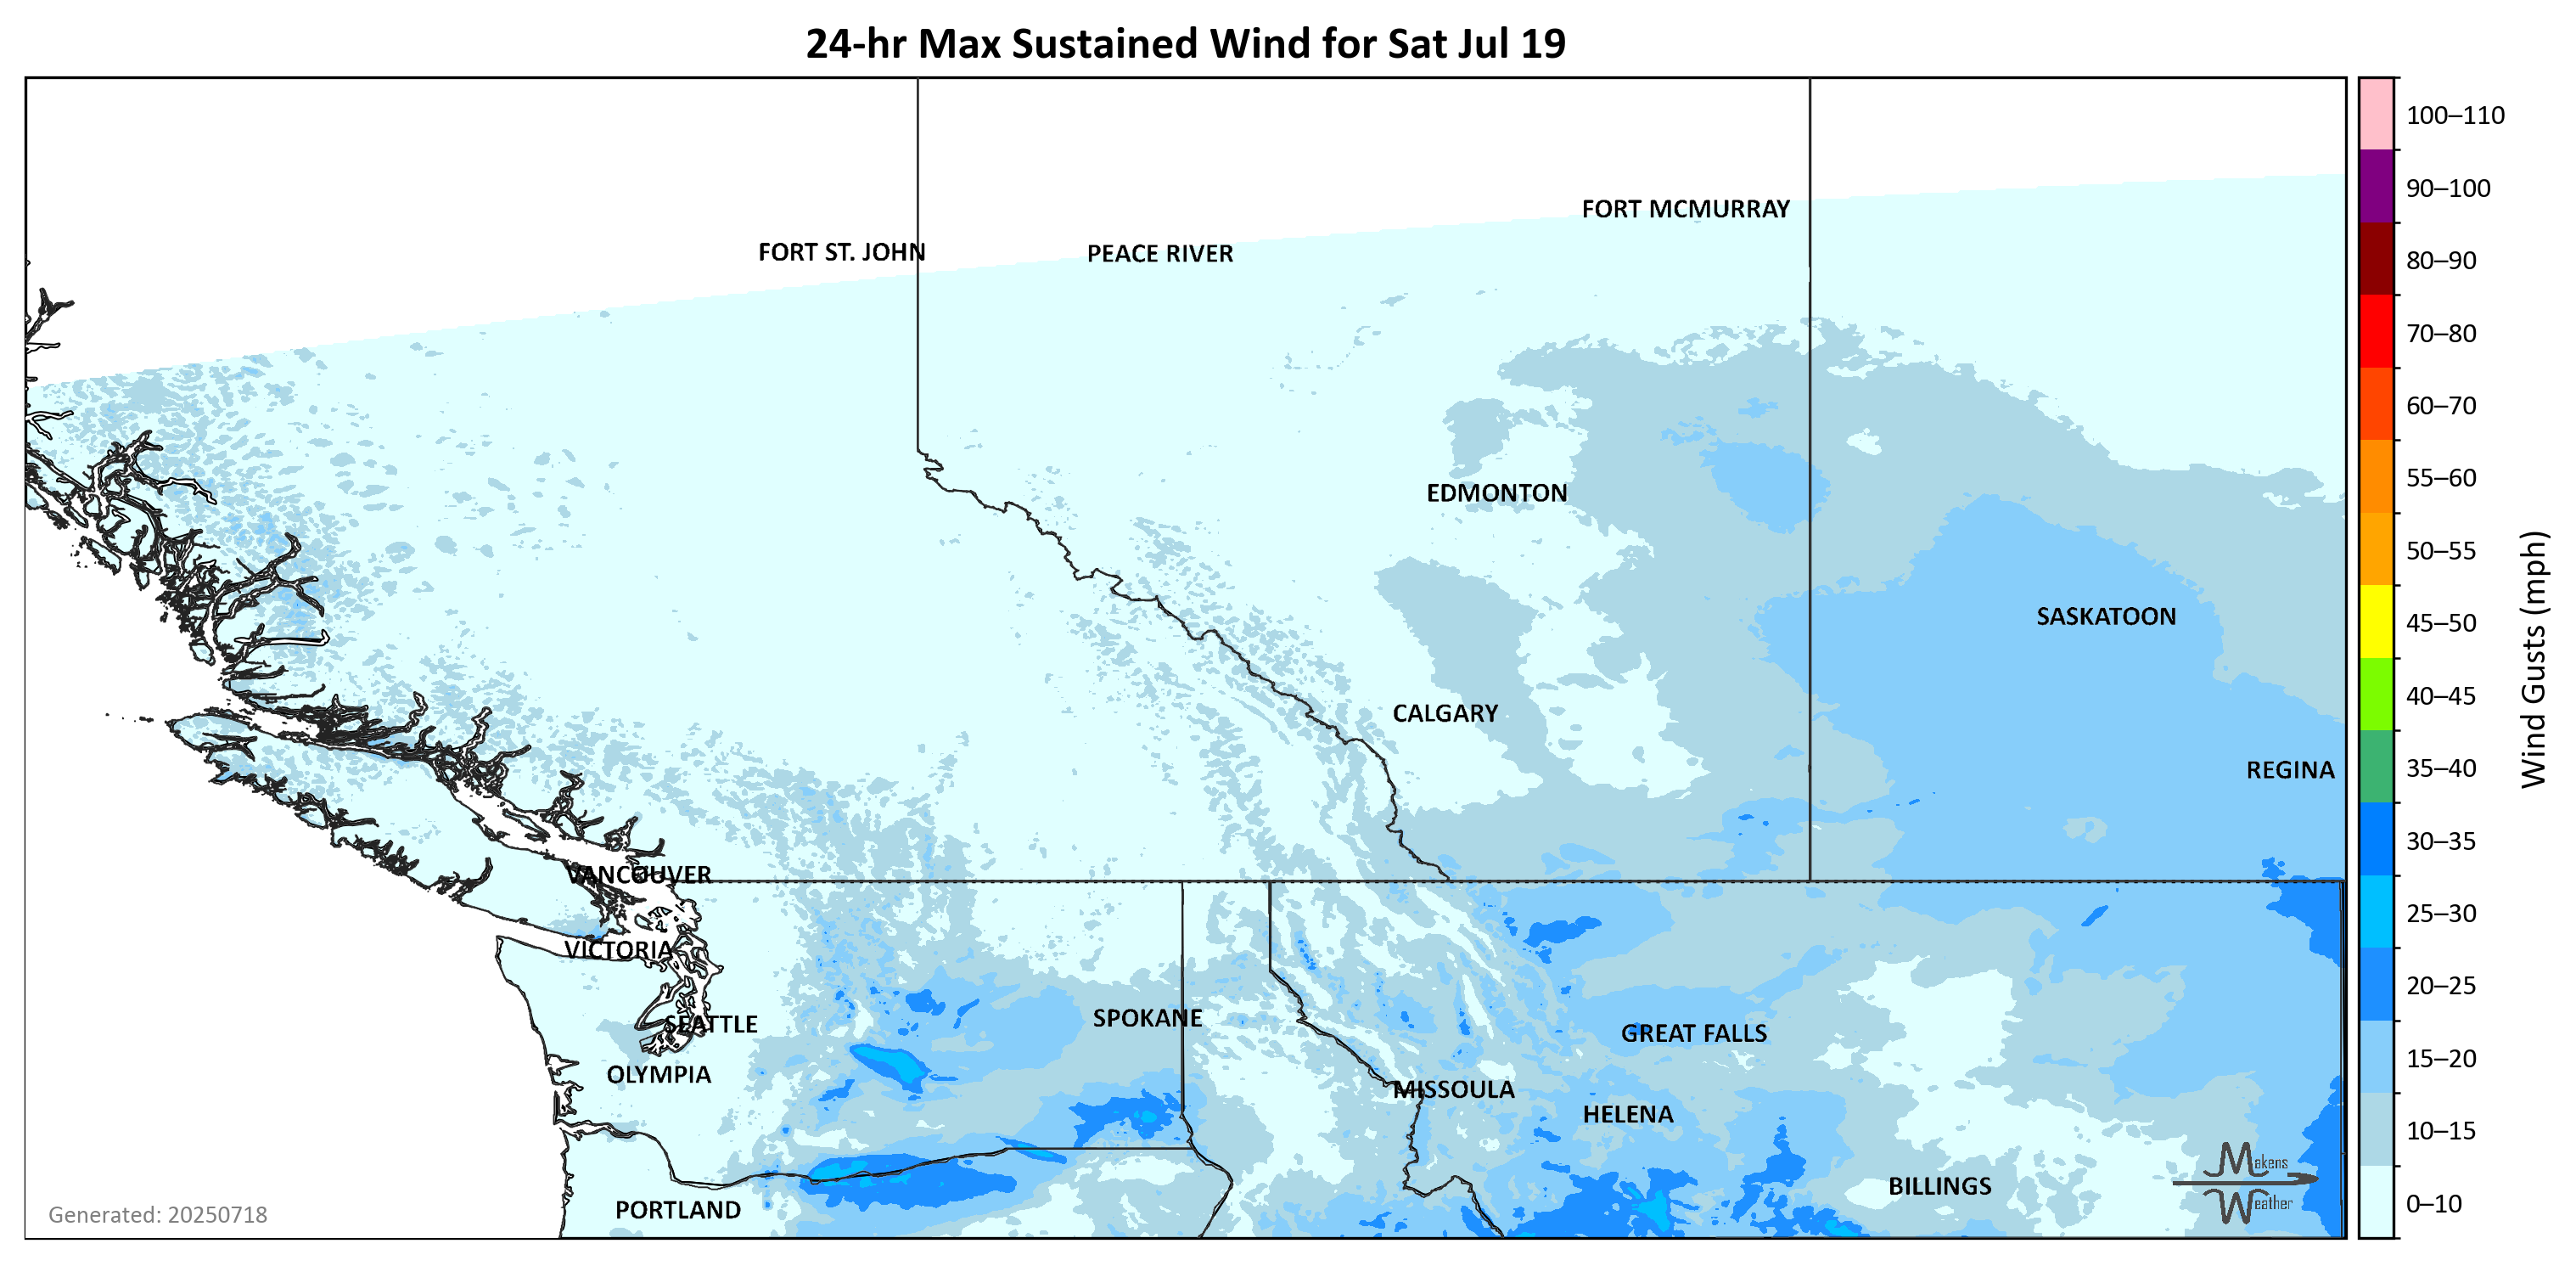 24-hr Max Sustained Wind for Sat Jul 19
100–110
90–100
80–90
70–80
60–70
55–60
50–55
45–50
40–45
35–40
30–35
25–30
20–25
15–20
10–15
0–10
Wind Gusts (mph)
FORT MCMURRAY
FORT ST. JOHN
PEACE RIVER
EDMONTON
SASKATOON
CALGARY
REGINA
VANCOUVER
VICTORIA
SEATTLE
SPOKANE
GREAT FALLS
OLYMPIA
MISSOULA
HELENA
BILLINGS
PORTLAND
Makens
Weather
Generated: 20250718